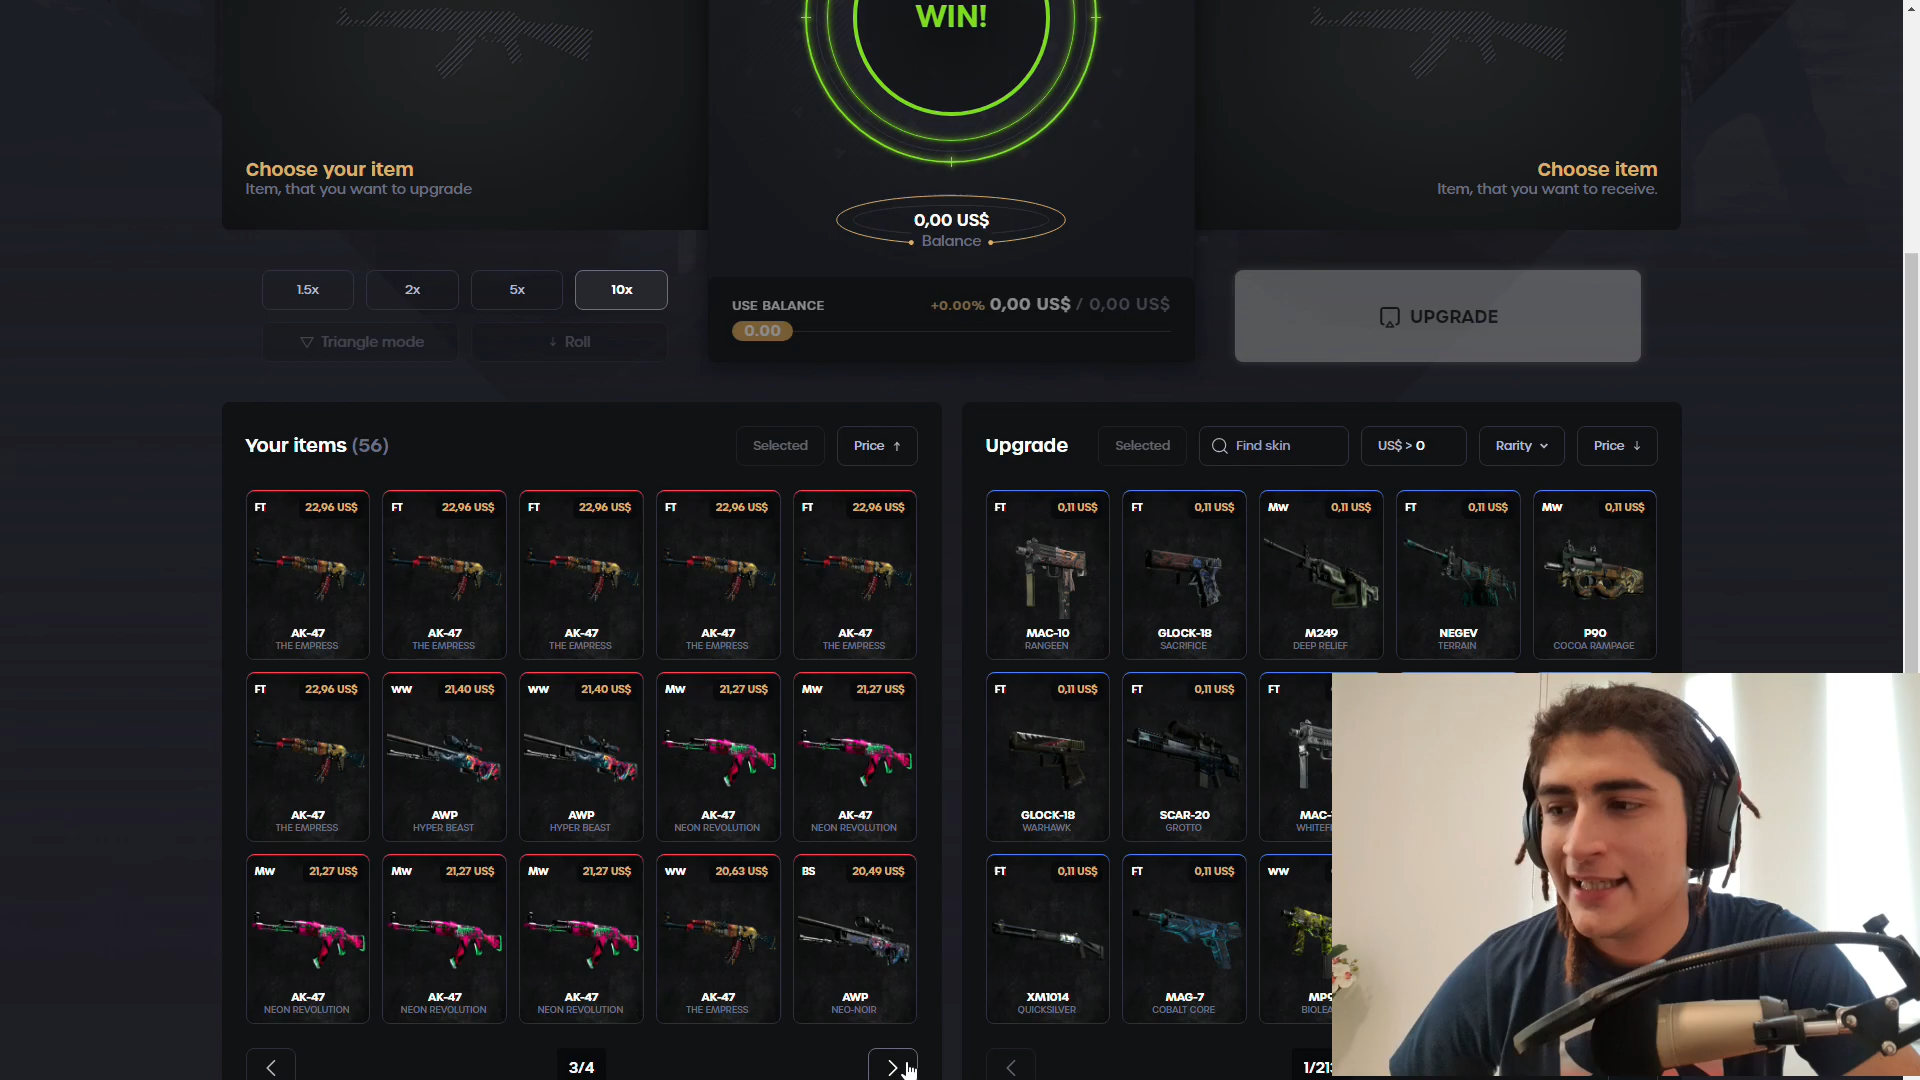 WIN!
Choose your item
Item, that you want to upgrade
Choose item
Item, that you want to receive.
0,00 US$
Balance
1.5x
2x
5x
10x
Triangle mode
Roll
USE BALANCE
+0.00% 0,00 US$ / 0,00 US$
0.00
UPGRADE
Your items (56)
Selected
Price
Upgrade
Selected
Find skin
US$ > 0
Rarity
Price
FT 22,96 US$
FT 22,96 US$
FT 22,96 US$
FT 22,96 US$
FT 22,96 US$
AK-47
THE EMPRESS
AK-47
THE EMPRESS
AK-47
THE EMPRESS
AK-47
THE EMPRESS
AK-47
THE EMPRESS
FT 22,96 US$
WW 21,40 US$
WW 21,40 US$
MW 21,27 US$
MW 21,27 US$
AK-47
THE EMPRESS
AWP
HYPER BEAST
AWP
HYPER BEAST
AK-47
NEON REVOLUTION
AK-47
NEON REVOLUTION
MW 21,27 US$
MW 21,27 US$
MW 21,27 US$
WW 20,63 US$
BS 20,49 US$
AK-47
NEON REVOLUTION
AK-47
NEON REVOLUTION
AK-47
NEON REVOLUTION
AK-47
THE EMPRESS
AWP
NEO-NOIR
3/4
FT 0,11 US$
FT 0,11 US$
MW 0,11 US$
FT 0,11 US$
MW 0,11 US$
MAC-10
RANGEEN
GLOCK-18
SACRIFICE
M249
DEEP RELIEF
NEGEV
TERRAIN
P90
COCOA RAMPAGE
FT 0,11 US$
FT 0,11 US$
FT
GLOCK-18
WARHAWK
SCAR-20
GROTTO
MAC-
WHITEF
FT 0,11 US$
FT 0,11 US$
WW
XM1014
QUICKSILVER
MAG-7
COBALT CORE
MP9
BIOLEA
1/21